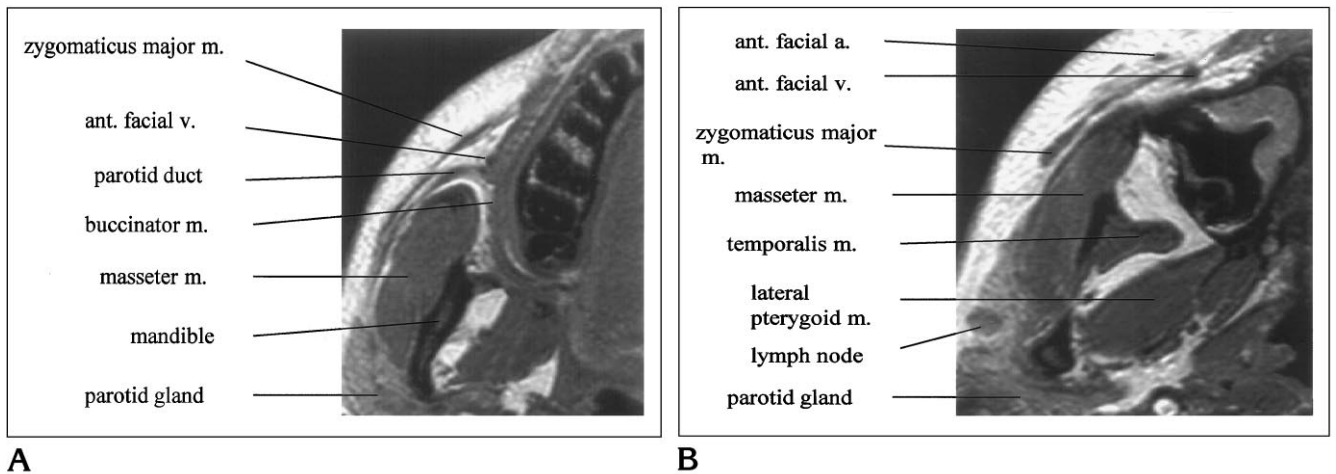 zygomaticus major m.
ant. facial v.
parotid duct
buccinator m.
masseter m.
mandible
parotid gland
A
ant. facial a.
ant. facial v.
zygomaticus major
m.
masseter m.
temporalis m.
lateral
pterygoid m.
lymph node
parotid gland
B